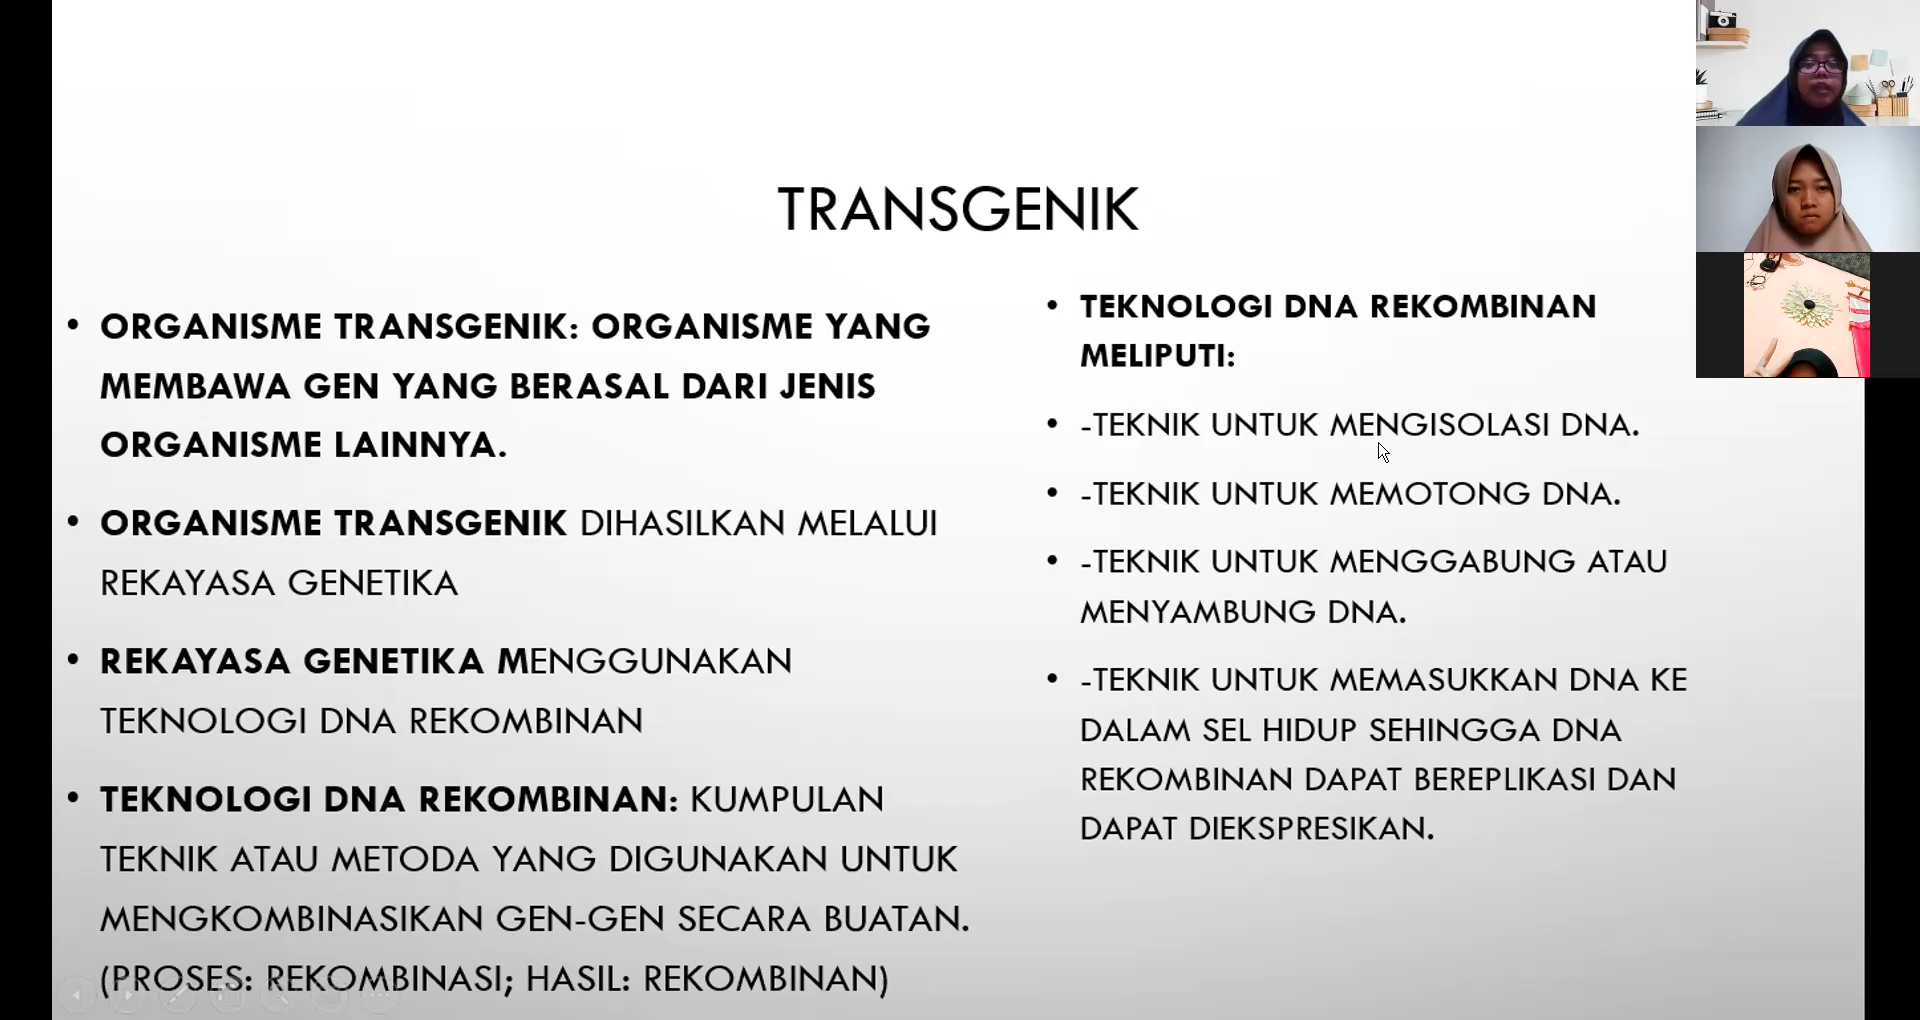 TRANSGENIK
• ORGANISME TRANSGENIK: ORGANISME YANG
MEMBAWA GEN YANG BERASAL DARI JENIS
ORGANISME LAINNYA.
• ORGANISME TRANSGENIK DIHASILKAN MELALUI
REKAYASA GENETIKA
• REKAYASA GENETIKA MENGGUNAKAN
TEKNOLOGI DNA REKOMBINAN
• TEKNOLOGI DNA REKOMBINAN: KUMPULAN
TEKNIK ATAU METODA YANG DIGUNAKAN UNTUK
MENGKOMBINASIKAN GEN-GEN SECARA BUATAN.
(PROSES: REKOMBINASI; HASIL: REKOMBINAN)
• TEKNOLOGI DNA REKOMBINAN
MELIPUTI:
• -TEKNIK UNTUK MENGISOLASI DNA.
• -TEKNIK UNTUK MEMOTONG DNA.
• -TEKNIK UNTUK MENGGABUNG ATAU
MENYAMBUNG DNA.
• -TEKNIK UNTUK MEMASUKKAN DNA KE
DALAM SEL HIDUP SEHINGGA DNA
REKOMBINAN DAPAT BEREPLIKASI DAN
DAPAT DIEKSPRESIKAN.